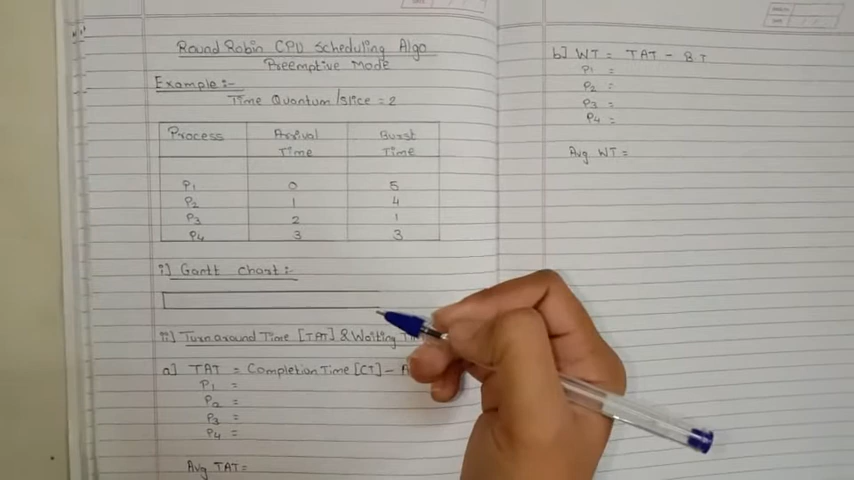 Round Robin CPU Scheduling Algo
Preemptive Mode
Example :-
Time Quantum/slice = 2
Process Arrival Time Burst Time
P1 0 5
P2 1 4
P3 2 1
P4 3 3
i] Gantt chart :-
ii] Turnaround Time [TAT] & Waiting
a] TAT = Completion Time [CT] -
P1 =
P2 =
P3 =
P4 =
Avg TAT =
b] WT = TAT - BT
P1 =
P2 =
P3 =
P4 =
Avg WT =